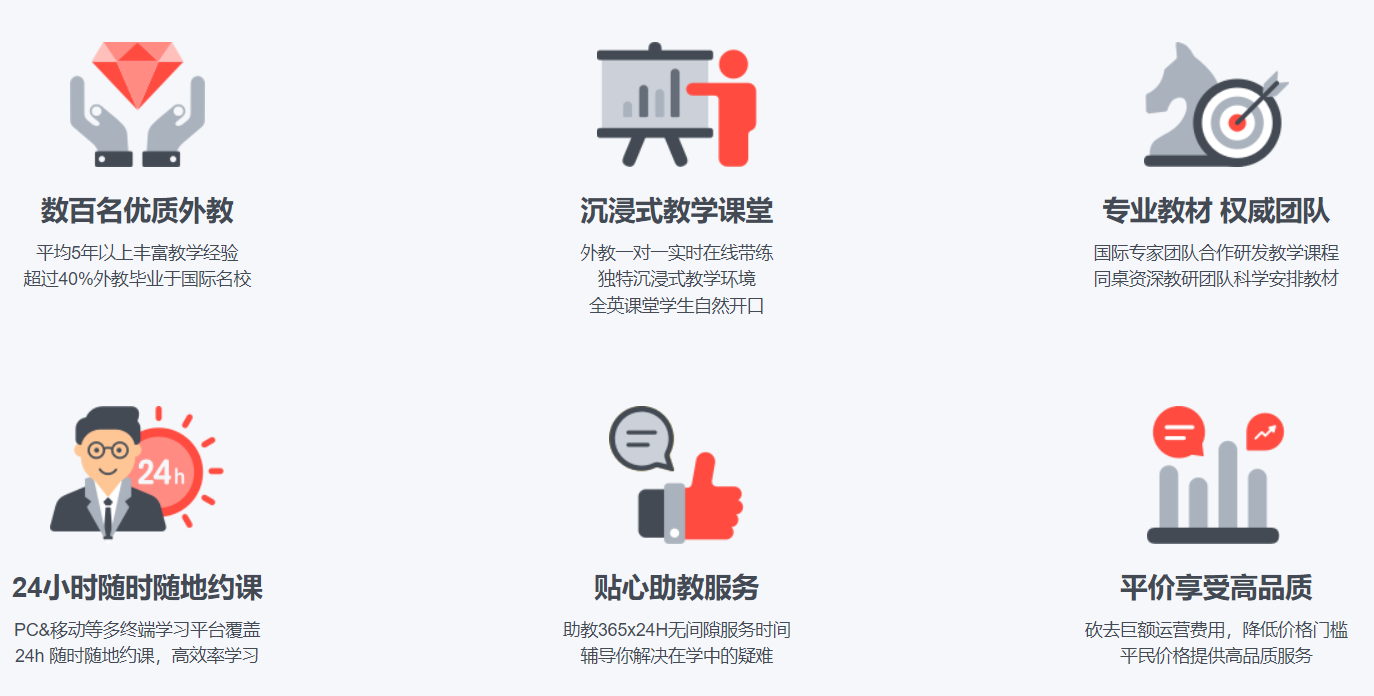 数百名优质外教
平均5年以上丰富教学经验
超过40%外教毕业于国际名校
沉浸式教学课堂
外教一对一实时在线带练
独特沉浸式教学环境
全英课堂学生自然开口
专业教材 权威团队
国际专家团队合作研发教学课程
同桌资深教研团队科学安排教材
24h
24小时随时随地约课
PC&移动等多终端学习平台覆盖
24h 随时随地约课，高效率学习
贴心助教服务
助教365x24H无间隙服务时间
辅导你解决在学中的疑难
平价享受高品质
砍去巨额运营费用，降低价格门槛
平民价格提供高品质服务